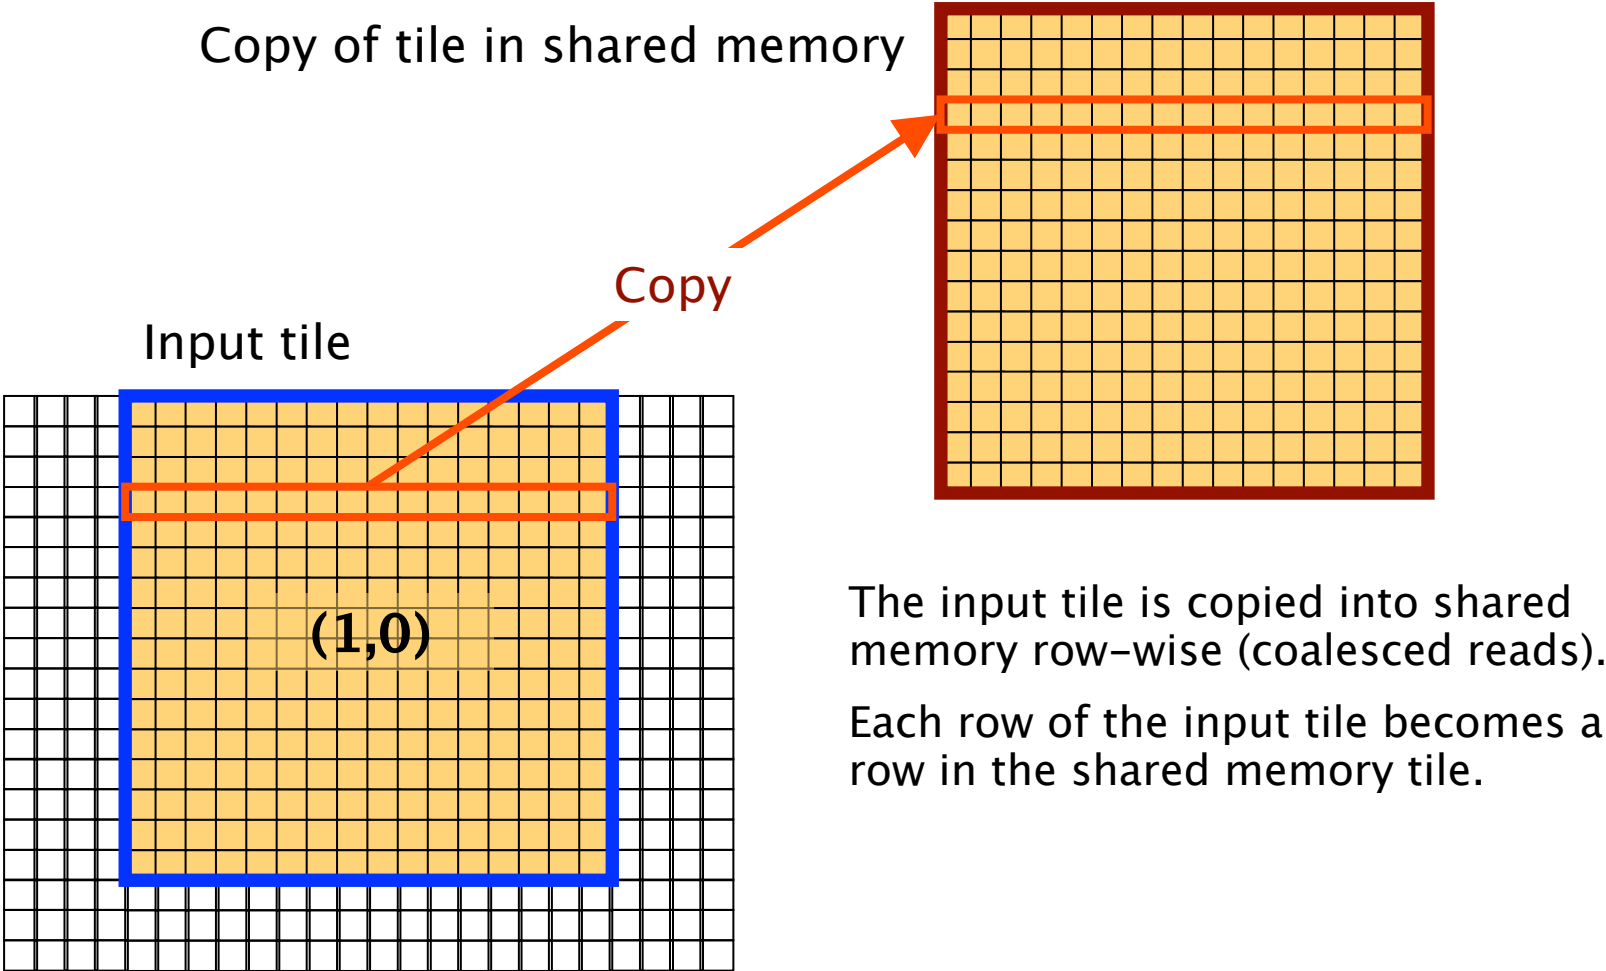 Copy of tile in shared memory
Copy
Input tile
(1,0)
The input tile is copied into shared
memory row-wise (coalesced reads).
Each row of the input tile becomes a
row in the shared memory tile.